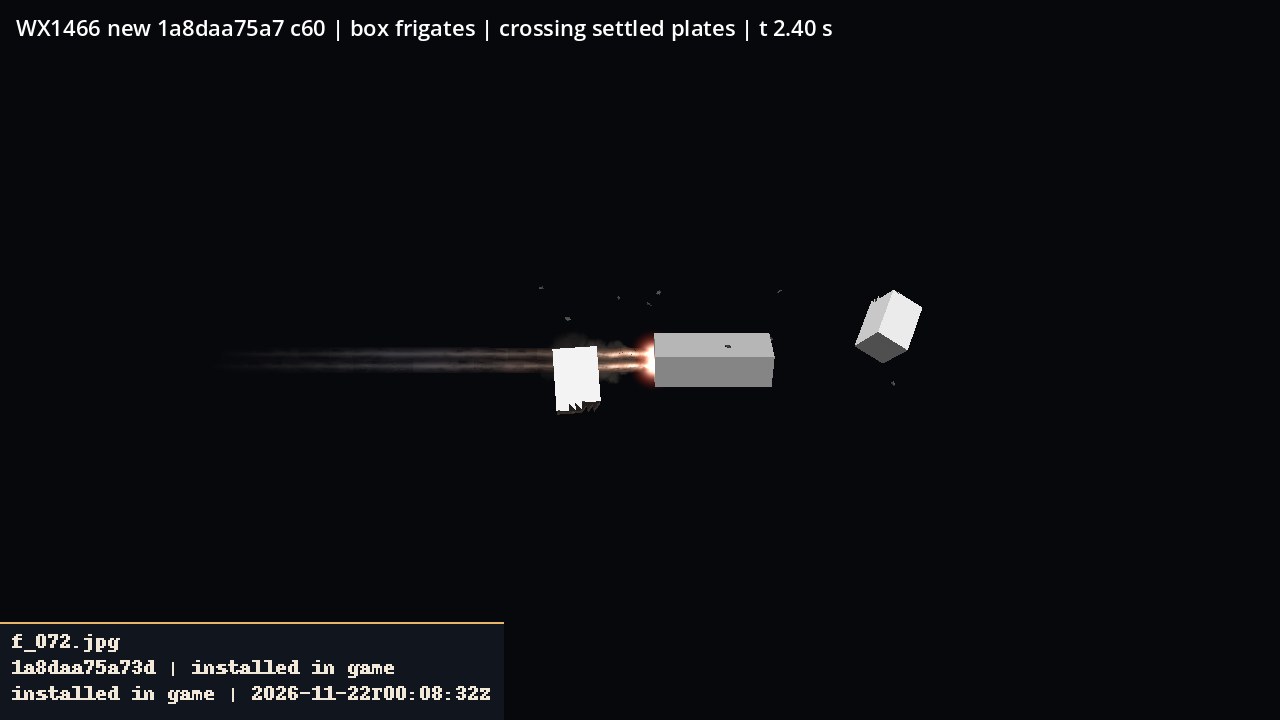 WX1466 new 1a8daa75a7 c60 | box frigates | crossing settled plates | t 2.40 s
f_072.jpg
1a8daa75a73d | installed in game
installed in game | 2026-11-22T00:08:32Z